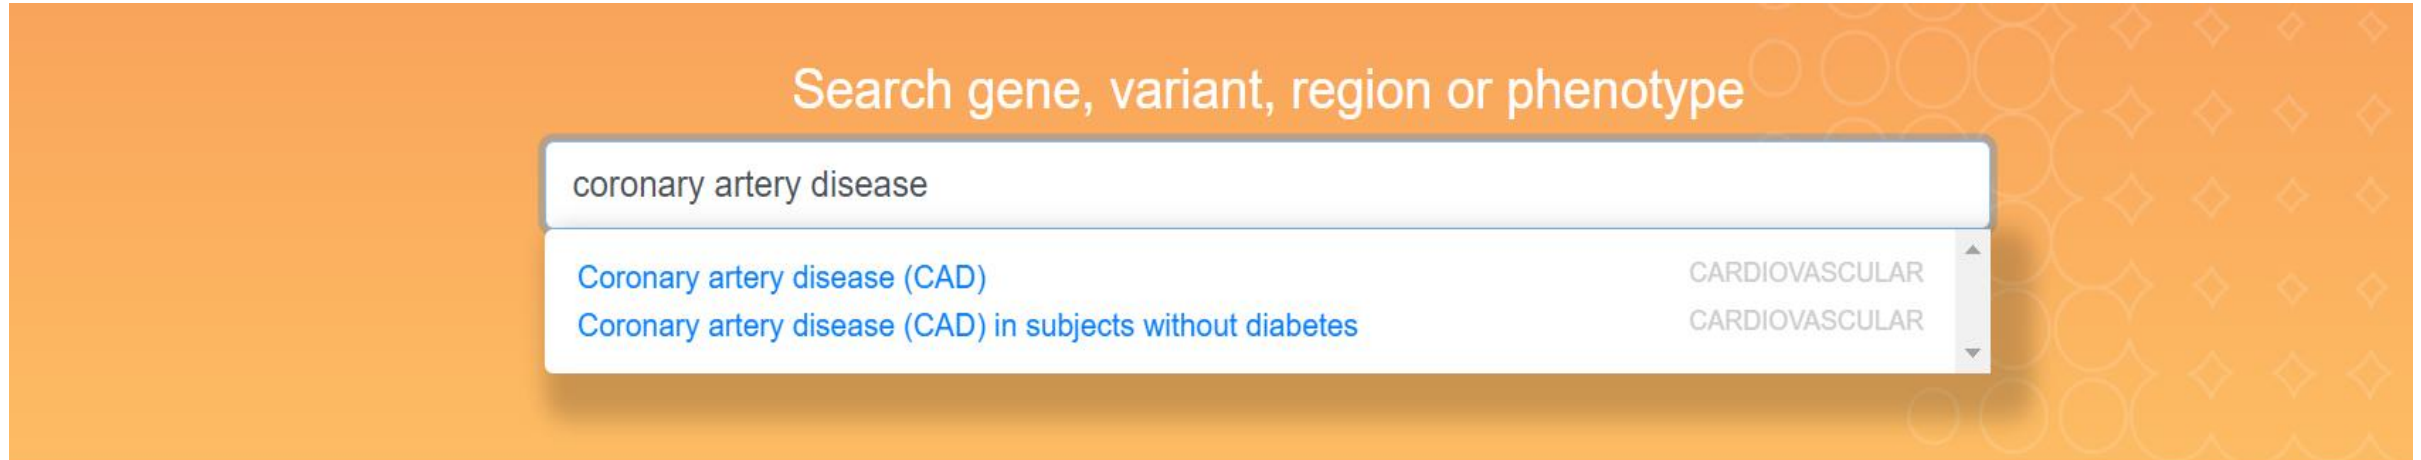 Search gene, variant, region or phenotype
coronary artery disease
Coronary artery disease (CAD) CARDIOVASCULAR
Coronary artery disease (CAD) in subjects without diabetes CARDIOVASCULAR